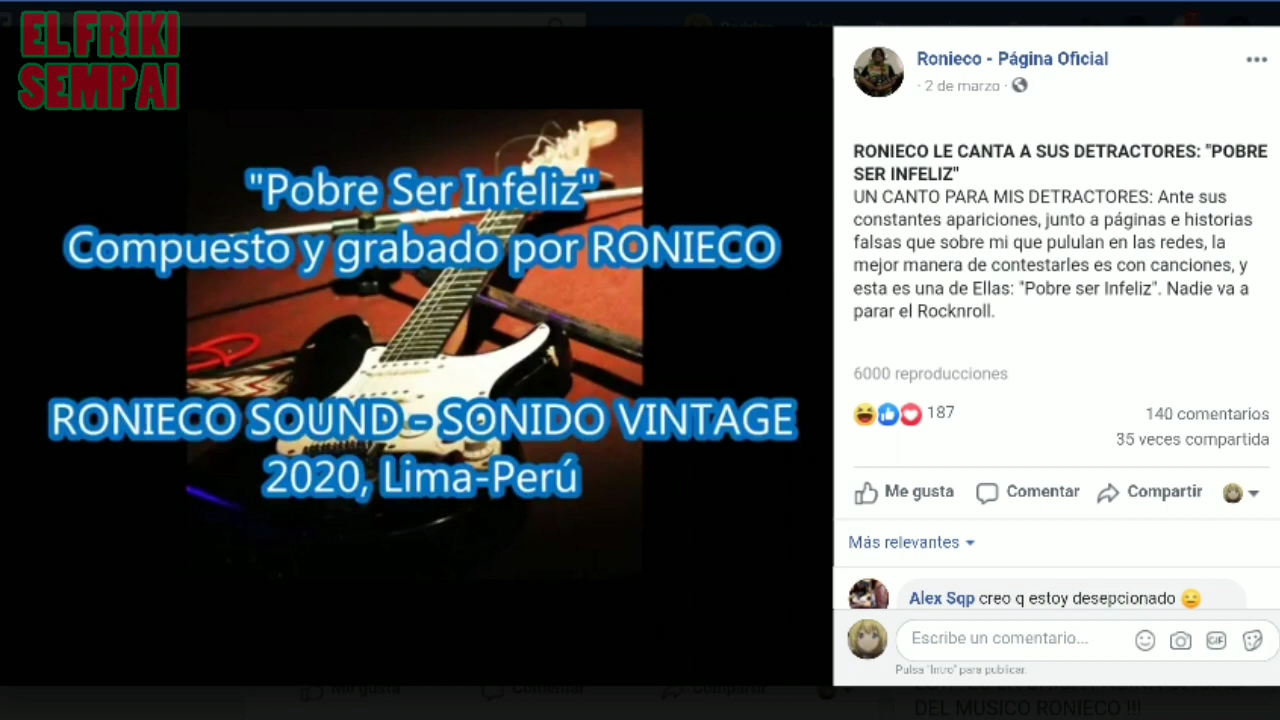 EL FRIKI
SEMPAI
"Pobre Ser Infeliz"
Compuesto y grabado por RONIECO
RONIECO SOUND - SONIDO VINTAGE
2020, Lima-Perú
Ronieco - Página Oficial
· 2 de marzo ·
RONIECO LE CANTA A SUS DETRACTORES: "POBRE
SER INFELIZ"
UN CANTO PARA MIS DETRACTORES: Ante sus
constantes apariciones, junto a páginas e historias
falsas que sobre mi que pululan en las redes, la
mejor manera de contestarles es con canciones, y
esta es una de Ellas: "Pobre ser Infeliz". Nadie va a
parar el Rocknroll.
6000 reproducciones
187
140 comentarios
35 veces compartida
Me gusta Comentar Compartir
Más relevantes
Alex Sqp creo q estoy desepcionado
Escribe un comentario...
GIF
Pulsa "Intro" para publicar.
Me gusta Comentar Compartir
DEL MUSICO RONIECO !!!